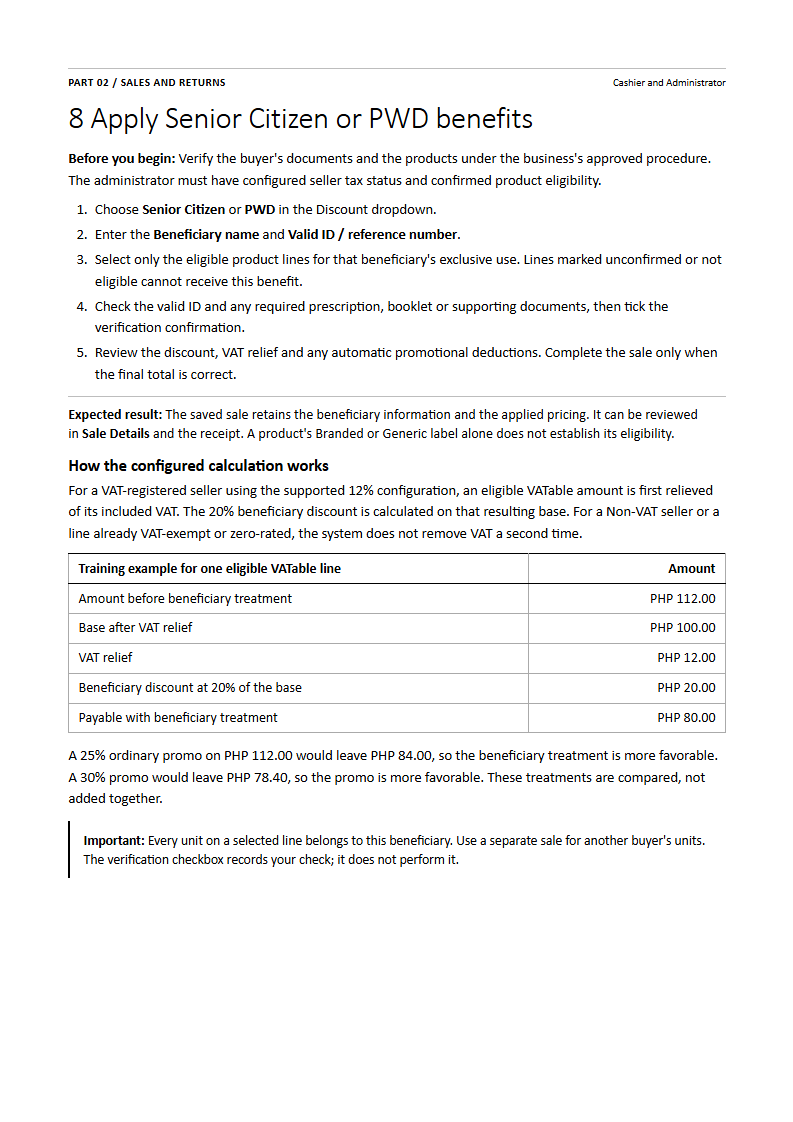 PART 02 / SALES AND RETURNS
Cashier and Administrator
8 Apply Senior Citizen or PWD benefits
Before you begin: Verify the buyer's documents and the products under the business's approved procedure.
The administrator must have configured seller tax status and confirmed product eligibility.
1. Choose Senior Citizen or PWD in the Discount dropdown.
2. Enter the Beneficiary name and Valid ID / reference number.
3. Select only the eligible product lines for that beneficiary's exclusive use. Lines marked unconfirmed or not
eligible cannot receive this benefit.
4. Check the valid ID and any required prescription, booklet or supporting documents, then tick the
verification confirmation.
5. Review the discount, VAT relief and any automatic promotional deductions. Complete the sale only when
the final total is correct.
Expected result: The saved sale retains the beneficiary information and the applied pricing. It can be reviewed
in Sale Details and the receipt. A product's Branded or Generic label alone does not establish its eligibility.
How the configured calculation works
For a VAT-registered seller using the supported 12% configuration, an eligible VATable amount is first relieved
of its included VAT. The 20% beneficiary discount is calculated on that resulting base. For a Non-VAT seller or a
line already VAT-exempt or zero-rated, the system does not remove VAT a second time.
Training example for one eligible VATable line Amount
Amount before beneficiary treatment PHP 112.00
Base after VAT relief PHP 100.00
VAT relief PHP 12.00
Beneficiary discount at 20% of the base PHP 20.00
Payable with beneficiary treatment PHP 80.00
A 25% ordinary promo on PHP 112.00 would leave PHP 84.00, so the beneficiary treatment is more favorable.
A 30% promo would leave PHP 78.40, so the promo is more favorable. These treatments are compared, not
added together.
Important: Every unit on a selected line belongs to this beneficiary. Use a separate sale for another buyer's units.
The verification checkbox records your check; it does not perform it.